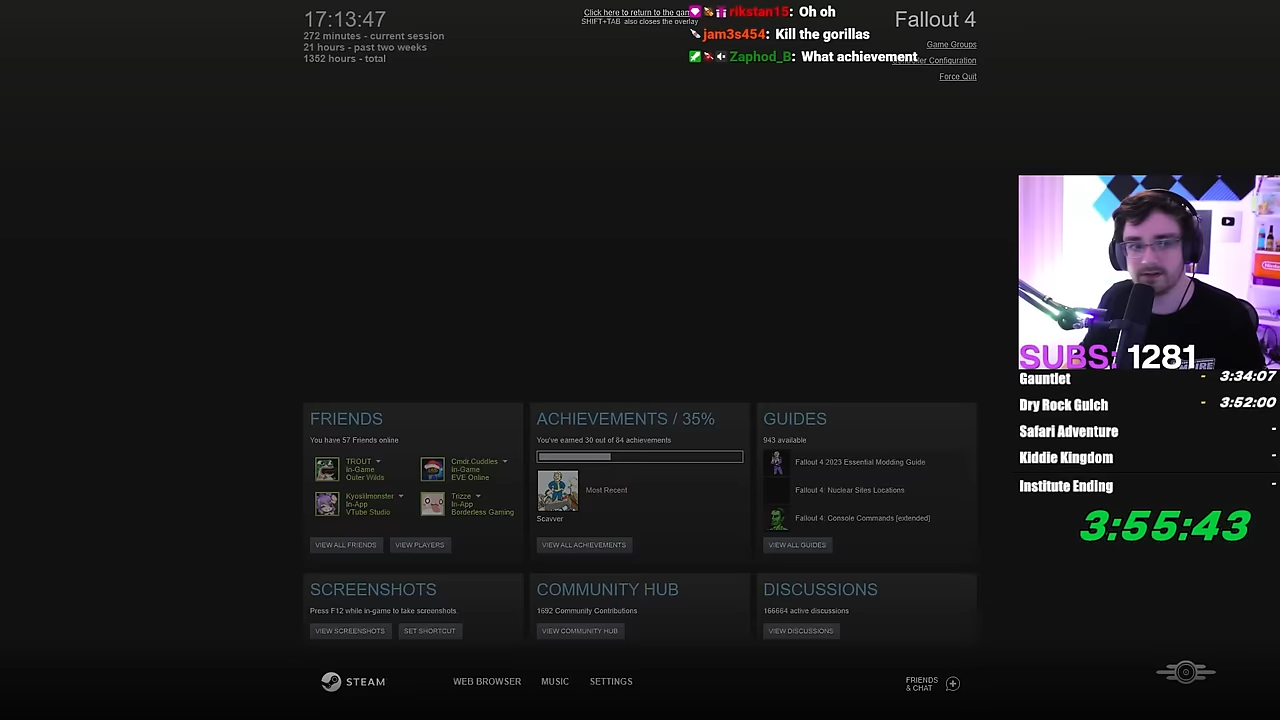 17:13:47
272 minutes - current session
21 hours - past two weeks
1352 hours - total
Click here to return to the gam
SHIFT+TAB also closes the overlay
rikstan15: Oh oh
jam3s454: Kill the gorillas
Zaphod_B: What achievement
Fallout 4
Game Groups
Configuration
Force Quit
SUBS: 1281
Gauntlet - 3:34:07
Dry Rock Gulch - 3:52:00
Safari Adventure -
Kiddie Kingdom -
Institute Ending -
3:55:43
FRIENDS
You have 57 Friends online
TROUT
In-Game
Outer Wilds
Cmdr.Cuddles
In-Game
EVE Online
Kyoslilmonster
In-App
VTube Studio
Trizze
In-App
Borderless Gaming
VIEW ALL FRIENDS
VIEW PLAYERS
ACHIEVEMENTS / 35%
You've earned 30 out of 84 achievements
Most Recent
Scavver
VIEW ALL ACHIEVEMENTS
GUIDES
943 available
Fallout 4 2023 Essential Modding Guide
Fallout 4: Nuclear Sites Locations
Fallout 4: Console Commands [extended]
VIEW ALL GUIDES
SCREENSHOTS
Press F12 while in-game to take screenshots.
VIEW SCREENSHOTS
SET SHORTCUT
COMMUNITY HUB
1692 Community Contributions
VIEW COMMUNITY HUB
DISCUSSIONS
166664 active discussions
VIEW DISCUSSIONS
STEAM
WEB BROWSER
MUSIC
SETTINGS
FRIENDS
& CHAT